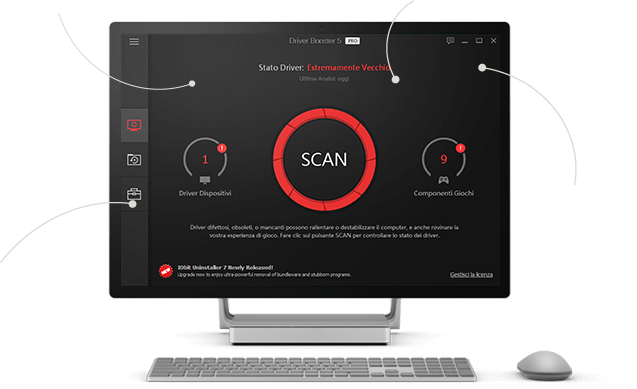 Driver Booster 5 PRO
Stato Driver: Estremamente Vecchio
Ultima Analisi: oggi
1
SCAN
9
Driver Dispositivi
Componenti Giochi
Driver difettosi, obsoleti, o mancanti possono rallentare o destabilizzare il computer, e anche rovinare la
vostra esperienza di gioco. Fare clic sul pulsante SCAN per controllare lo stato dei driver.
NEW
IObit Uninstaller 7 Newly Released!
Upgrade now to enjoy ultra-powerful removal of bundleware and stubborn programs.
Gestisci la licenza